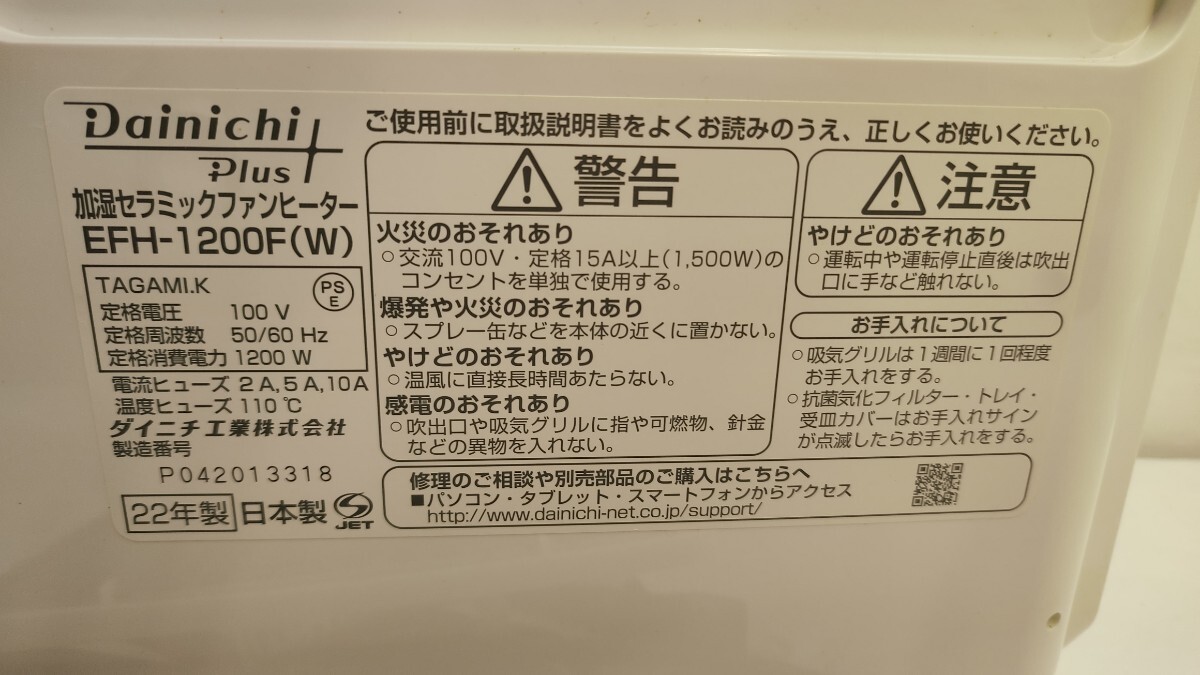 Dainichi
Plus
加湿セラミックファンヒーター
EFH-1200F(W)
TAGAMI.K
PS
E
定格電圧 100 V
定格周波数 50/60 Hz
定格消費電力 1200 W
電流ヒューズ 2 A, 5 A, 10 A
温度ヒューズ 110 ℃
ダイニチ工業株式会社
製造番号
P042013318
22年製 日本製 JET
ご使用前に取扱説明書をよくお読みのうえ、正しくお使いください。
警告
火災のおそれあり
○交流100V・定格15A以上(1,500W)の
コンセントを単独で使用する。
爆発や火災のおそれあり
○スプレー缶などを本体の近くに置かない。
やけどのおそれあり
○温風に直接長時間あたらない。
感電のおそれあり
○吹出口や吸気グリルに指や可燃物、針金
などの異物を入れない。
注意
やけどのおそれあり
○運転中や運転停止直後は吹出
口に手など触れない。
お手入れについて
○吸気グリルは1週間に1回程度
お手入れをする。
○抗菌気化フィルター・トレイ・
受皿カバーはお手入れサイン
が点滅したらお手入れをする。
修理のご相談や別売部品のご購入はこちらへ
■パソコン・タブレット・スマートフォンからアクセス
http://www.dainichi-net.co.jp/support/